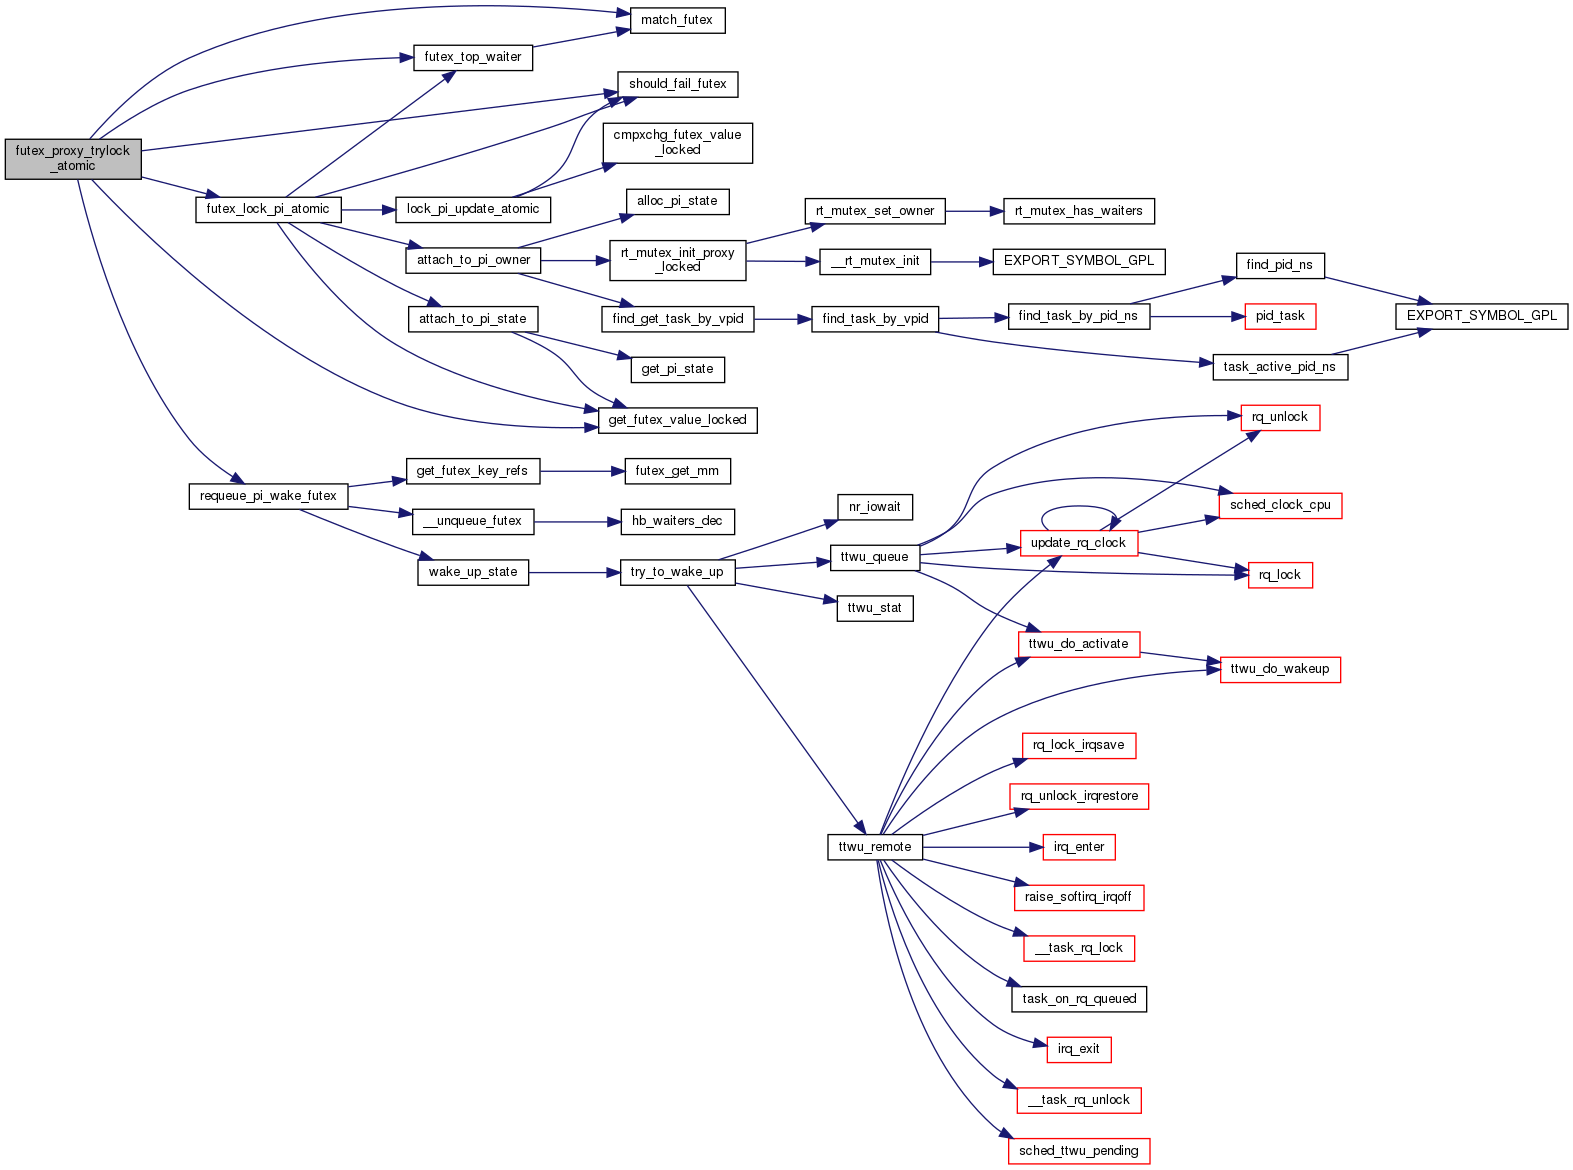 match_futex
futex_top_waiter
should_fail_futex
cmpxchg_futex_value
_locked
futex_proxy_trylock
_atomic
alloc_pi_state
futex_lock_pi_atomic
lock_pi_update_atomic
rt_mutex_set_owner
rt_mutex_has_waiters
attach_to_pi_owner
rt_mutex_init_proxy
_locked
__rt_mutex_init
EXPORT_SYMBOL_GPL
find_pid_ns
attach_to_pi_state
find_get_task_by_vpid
find_task_by_vpid
find_task_by_pid_ns
pid_task
EXPORT_SYMBOL_GPL
get_pi_state
task_active_pid_ns
get_futex_value_locked
rq_unlock
get_futex_key_refs
futex_get_mm
requeue_pi_wake_futex
nr_iowait
sched_clock_cpu
__unqueue_futex
hb_waiters_dec
update_rq_clock
ttwu_queue
wake_up_state
try_to_wake_up
rq_lock
ttwu_stat
ttwu_do_activate
ttwu_do_wakeup
rq_lock_irqsave
rq_unlock_irqrestore
ttwu_remote
irq_enter
raise_softirq_irqoff
__task_rq_lock
task_on_rq_queued
irq_exit
__task_rq_unlock
sched_ttwu_pending